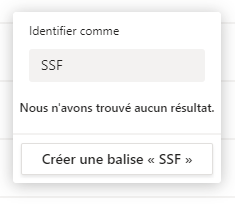 Identifier comme
SSF
Nous n'avons trouvé aucun résultat.
Créer une balise « SSF »